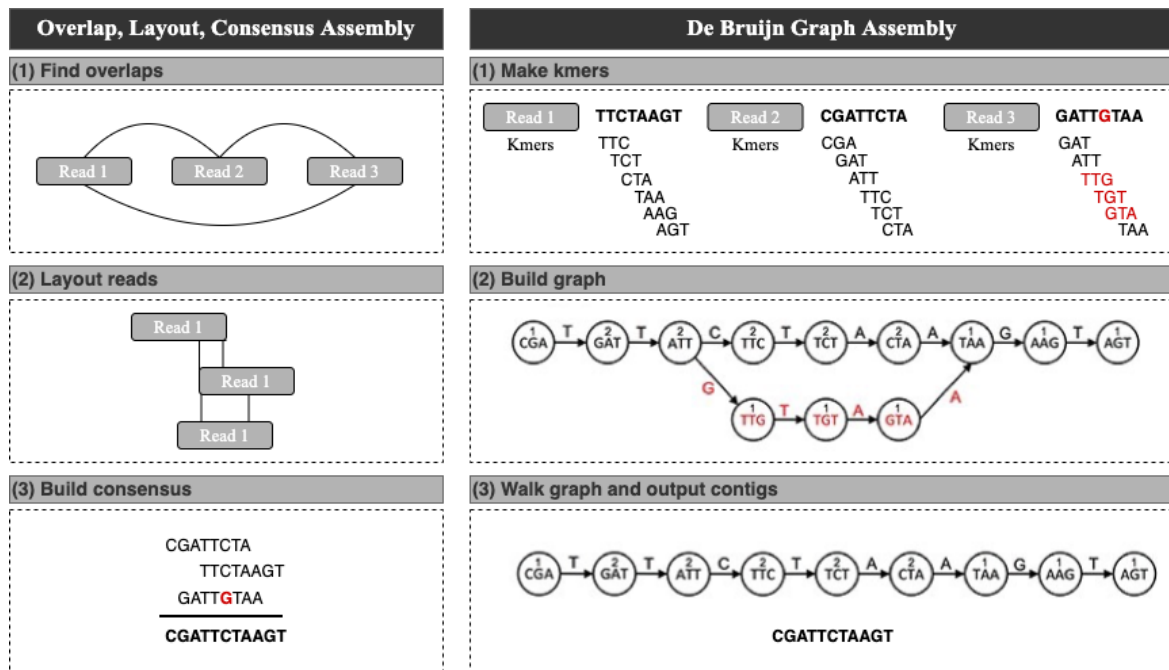 Overlap, Layout, Consensus Assembly
(1) Find overlaps
Read 1 Read 2 Read 3
(2) Layout reads
Read 1
Read 1
Read 1
(3) Build consensus
CGATTCTA
TTCTAAGT
GATTGTAA
CGATTCTAAGT
De Bruijn Graph Assembly
(1) Make kmers
Read 1 TTCTAAGT Read 2 CGATTCTA Read 3 GATTGTAA
Kmers Kmers Kmers
TTC CGA GAT
TCT GAT ATT
CTA ATT TTG
TAA TTC TGT
AAG TCT GTA
AGT CTA TAA
(2) Build graph
T T C T A A G T
1 2 2 2 2 2 1 1 1
CGA GAT ATT TTC TCT CTA TAA AAG AGT
G T A A
1 1 1
TTG TGT GTA
(3) Walk graph and output contigs
T T C T A A G T
1 2 2 2 2 2 1 1 1
CGA GAT ATT TTC TCT CTA TAA AAG AGT
CGATTCTAAGT